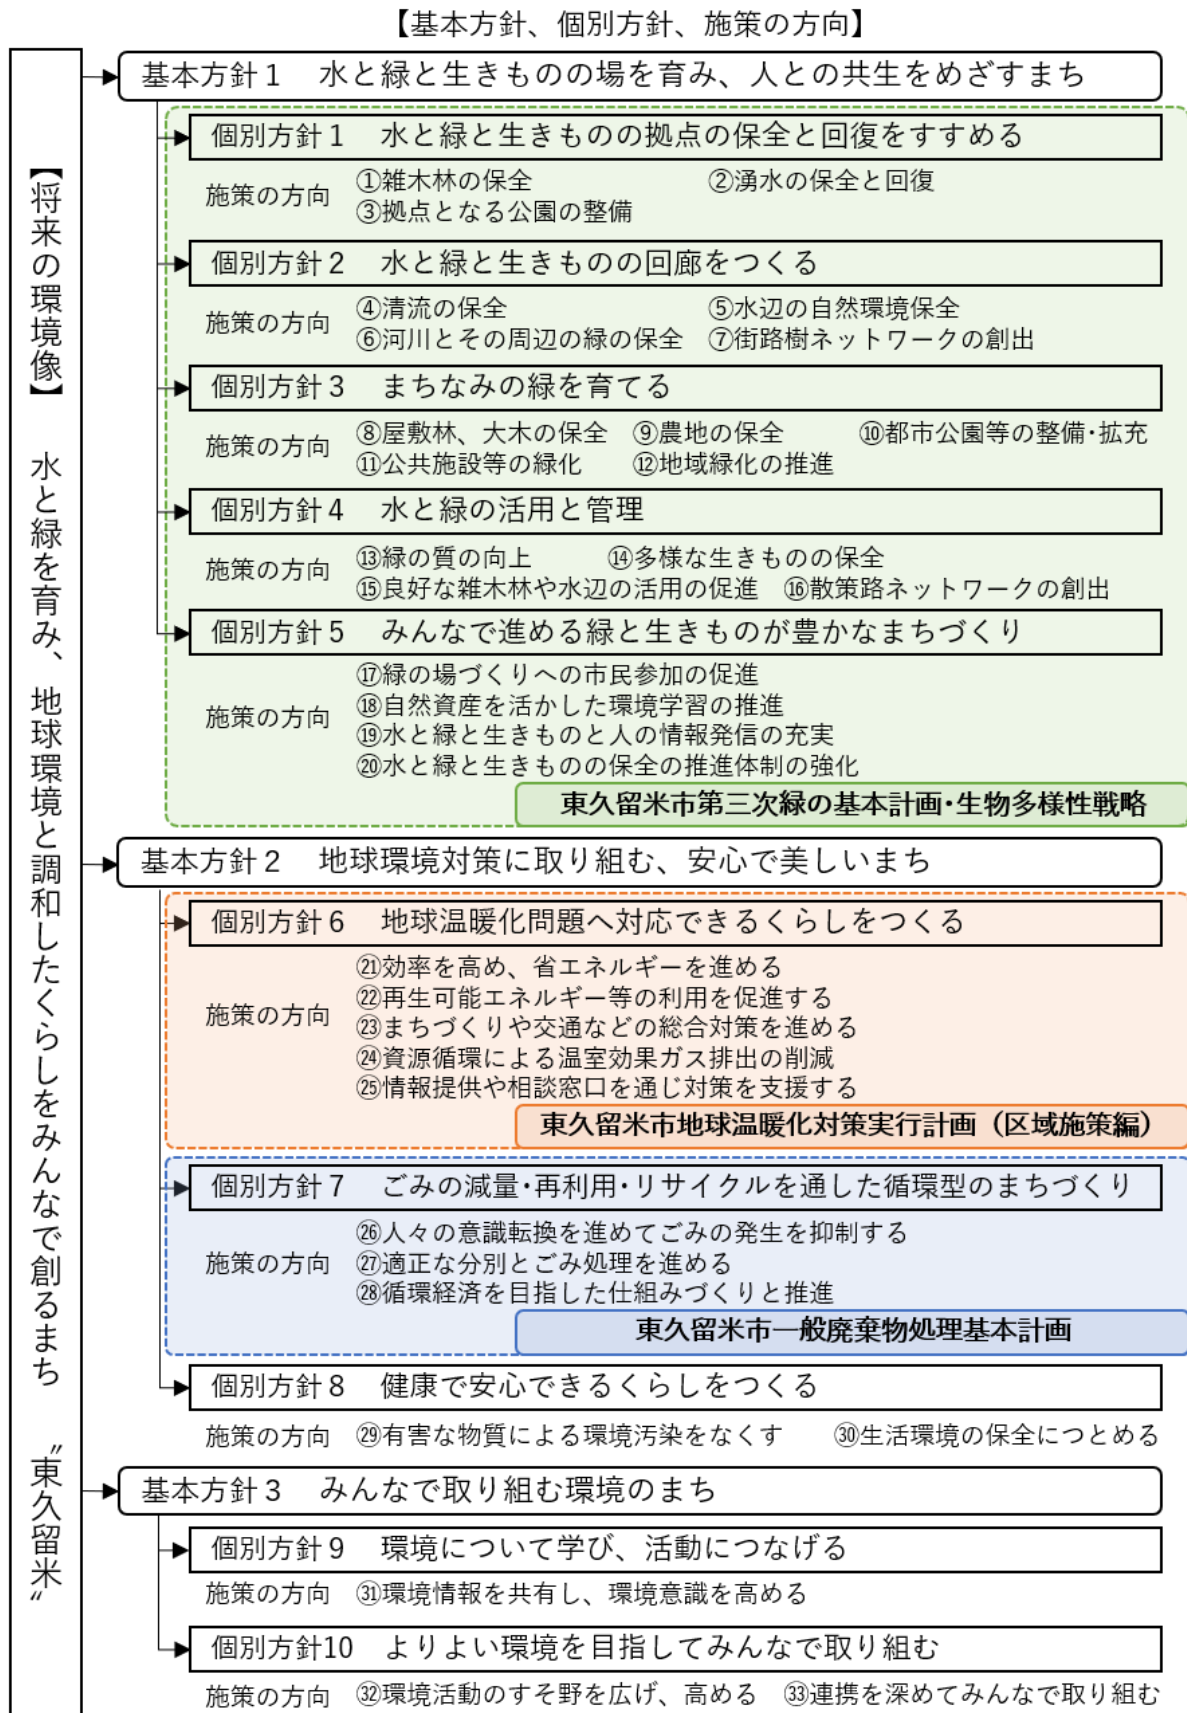 【基本方針、個別方針、施策の方向】
【将来の環境像】 水と緑を育み、地球環境と調和したくらしをみんなで創るまち “東久留米”
基本方針１ 水と緑と生きものの場を育み、人との共生をめざすまち
個別方針１ 水と緑と生きものの拠点の保全と回復をすすめる
施策の方向
①雑木林の保全 ②湧水の保全と回復
③拠点となる公園の整備
個別方針２ 水と緑と生きものの回廊をつくる
施策の方向
④清流の保全 ⑤水辺の自然環境保全
⑥河川とその周辺の緑の保全 ⑦街路樹ネットワークの創出
個別方針３ まちなみの緑を育てる
施策の方向
⑧屋敷林、大木の保全 ⑨農地の保全 ⑩都市公園等の整備･拡充
⑪公共施設等の緑化 ⑫地域緑化の推進
個別方針４ 水と緑の活用と管理
施策の方向
⑬緑の質の向上 ⑭多様な生きものの保全
⑮良好な雑木林や水辺の活用の促進 ⑯散策路ネットワークの創出
個別方針５ みんなで進める緑と生きものが豊かなまちづくり
施策の方向
⑰緑の場づくりへの市民参加の促進
⑱自然資産を活かした環境学習の推進
⑲水と緑と生きものと人の情報発信の充実
⑳水と緑と生きものの保全の推進体制の強化
東久留米市第三次緑の基本計画･生物多様性戦略
基本方針２ 地球環境対策に取り組む、安心で美しいまち
個別方針６ 地球温暖化問題へ対応できるくらしをつくる
施策の方向
㉑効率を高め、省エネルギーを進める
㉒再生可能エネルギー等の利用を促進する
㉓まちづくりや交通などの総合対策を進める
㉔資源循環による温室効果ガス排出の削減
㉕情報提供や相談窓口を通じ対策を支援する
東久留米市地球温暖化対策実行計画（区域施策編）
個別方針７ ごみの減量･再利用･リサイクルを通した循環型のまちづくり
施策の方向
㉖人々の意識転換を進めてごみの発生を抑制する
㉗適正な分別とごみ処理を進める
㉘循環経済を目指した仕組みづくりと推進
東久留米市一般廃棄物処理基本計画
個別方針８ 健康で安心できるくらしをつくる
施策の方向 ㉙有害な物質による環境汚染をなくす ㉚生活環境の保全につとめる
基本方針３ みんなで取り組む環境のまち
個別方針９ 環境について学び、活動につなげる
施策の方向 ㉛環境情報を共有し、環境意識を高める
個別方針10 よりよい環境を目指してみんなで取り組む
施策の方向 ㉜環境活動のすそ野を広げ、高める ㉝連携を深めてみんなで取り組む